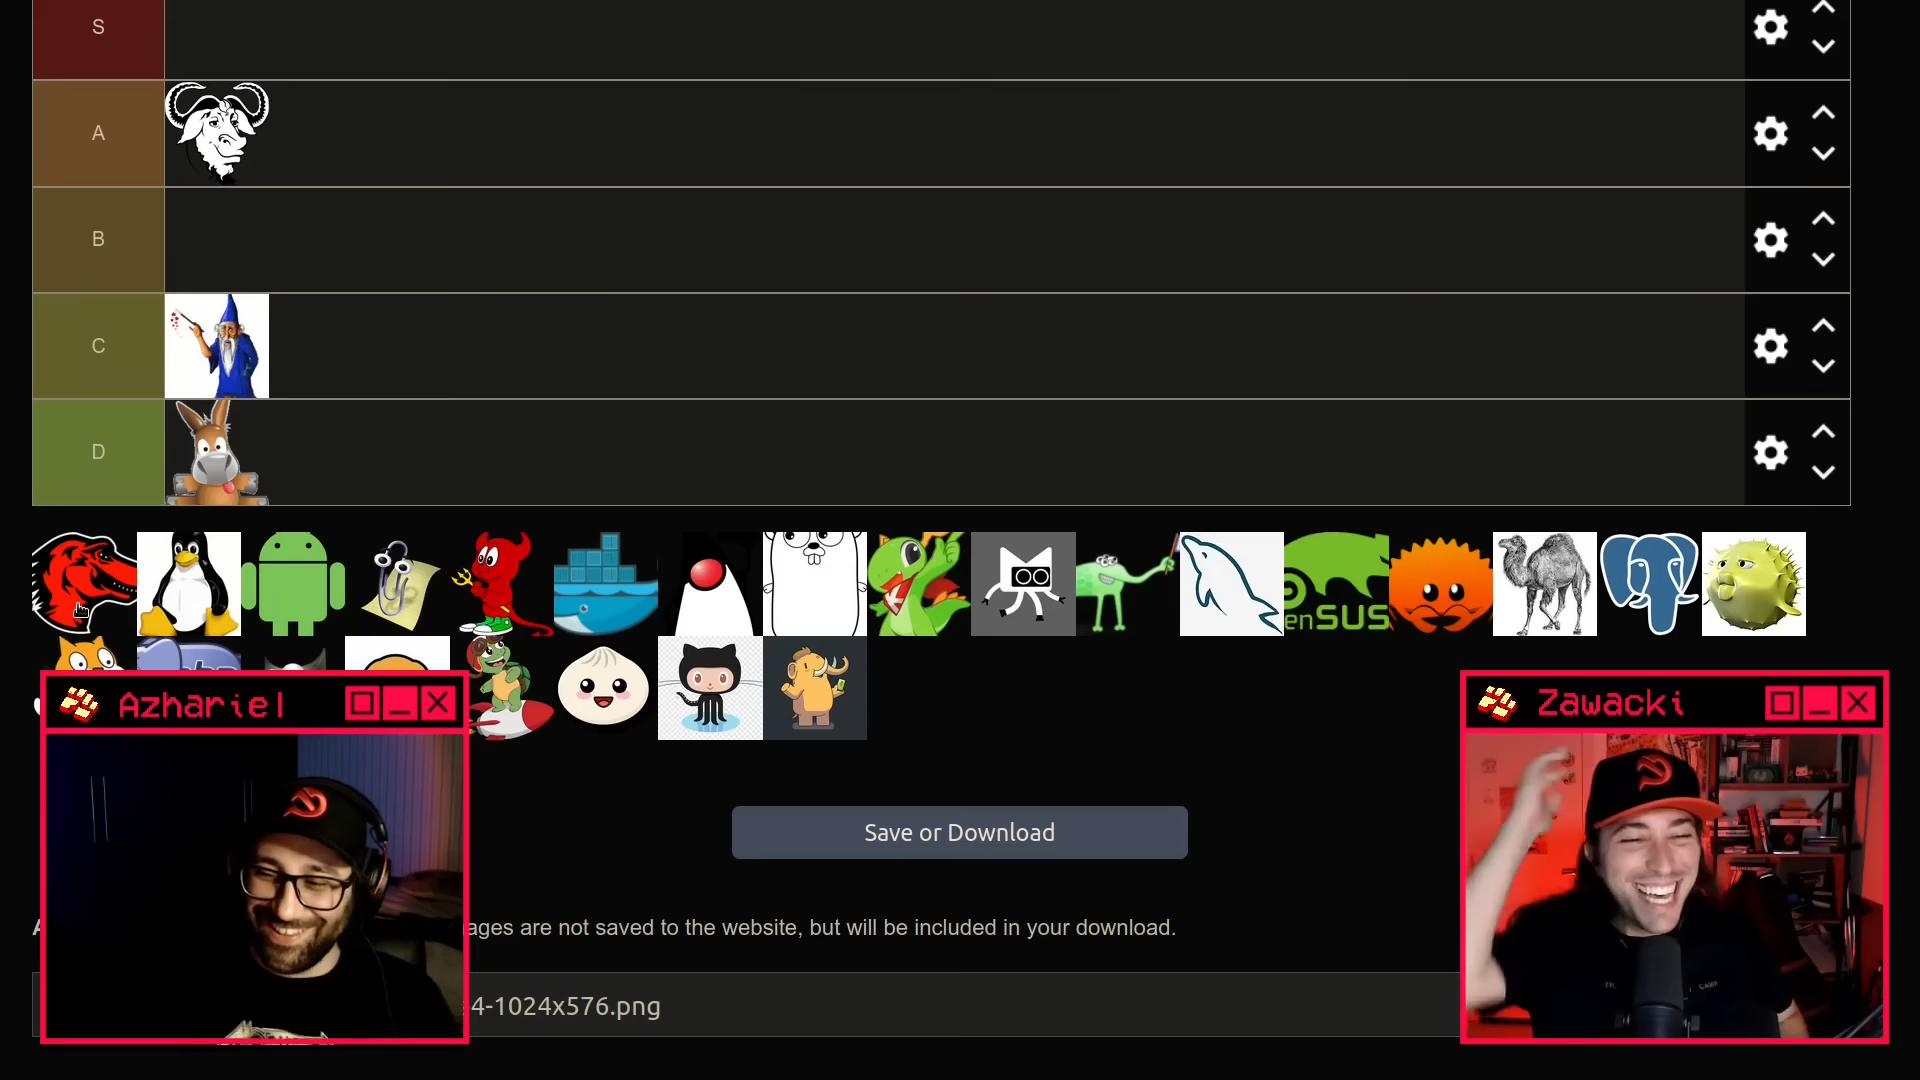 S
A
B
C
D
enSUS
php
Azhariel
Zawacki
Save or Download
ages are not saved to the website, but will be included in your download.
4-1024x576.png